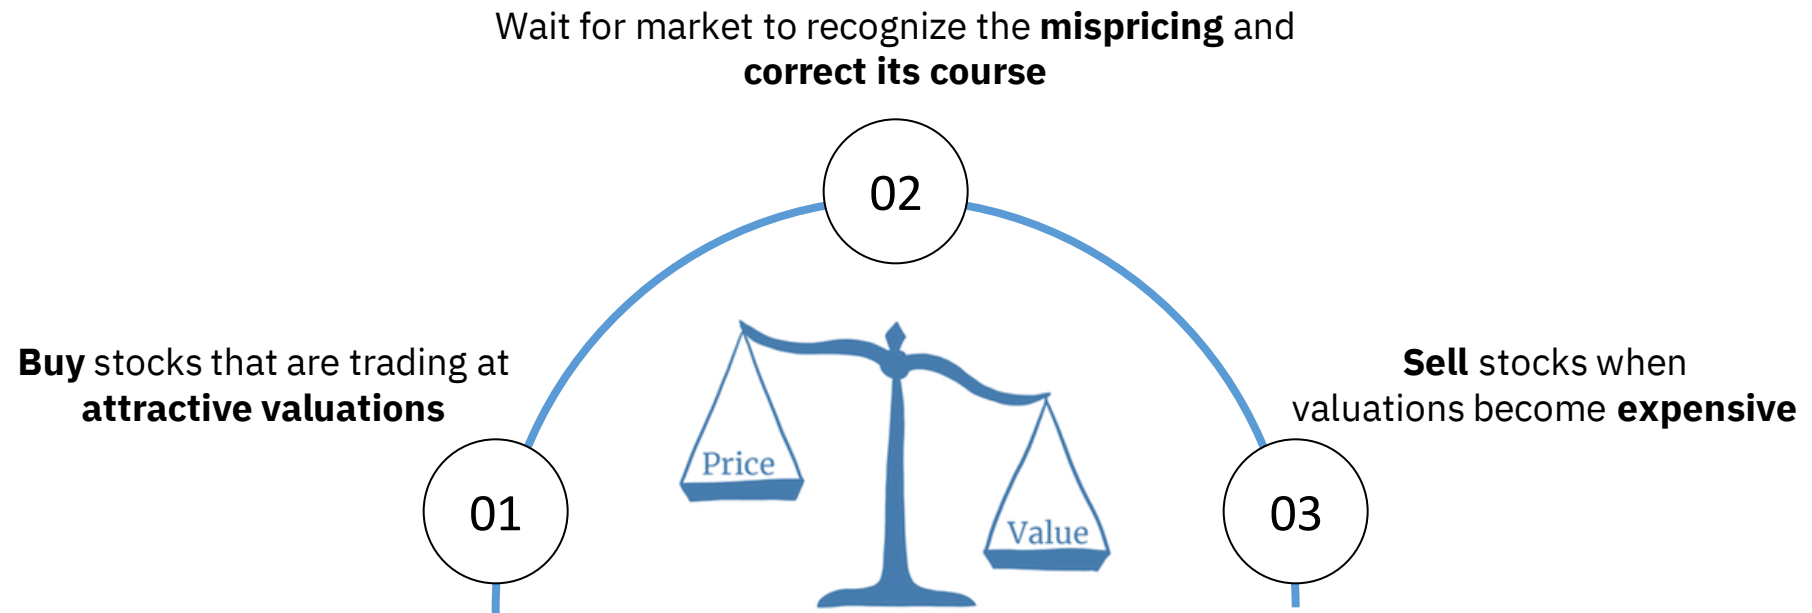 Wait for market to recognize the mispricing and
correct its course
02
Buy stocks that are trading at
attractive valuations
01
Price
Value
Sell stocks when
valuations become expensive
03